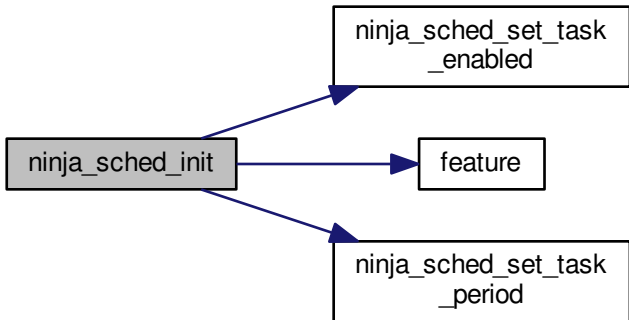 ninja_sched_set_task
_enabled
ninja_sched_init
feature
ninja_sched_set_task
_period